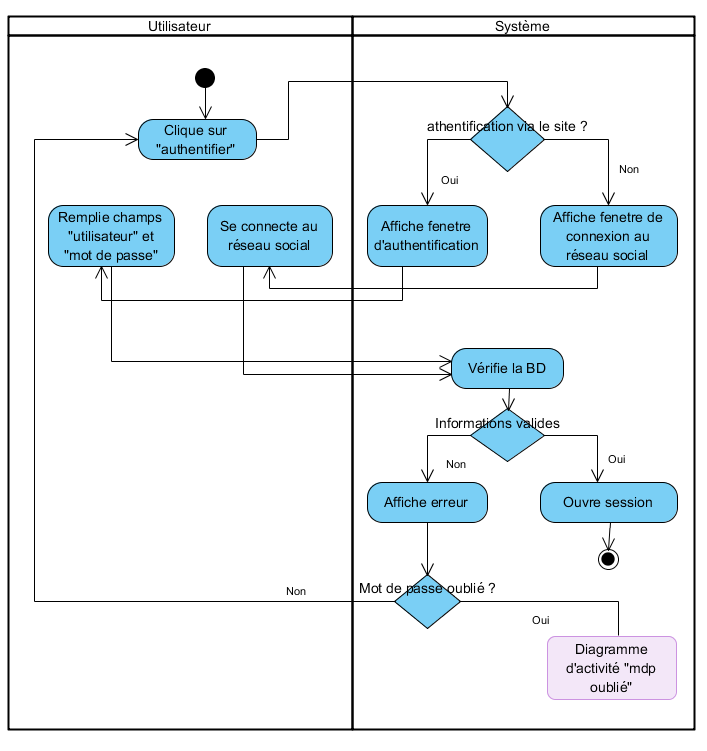 Utilisateur
Système
Clique sur
"authentifier"
athentification via le site ?
Oui
Non
Remplie champs
"utilisateur" et
"mot de passe"
Se connecte au
réseau social
Affiche fenetre
d'authentification
Affiche fenetre de
connexion au
réseau social
Vérifie la BD
Informations valides
Non
Oui
Affiche erreur
Ouvre session
Mot de passe oublié ?
Non
Oui
Diagramme
d'activité "mdp
oublié"